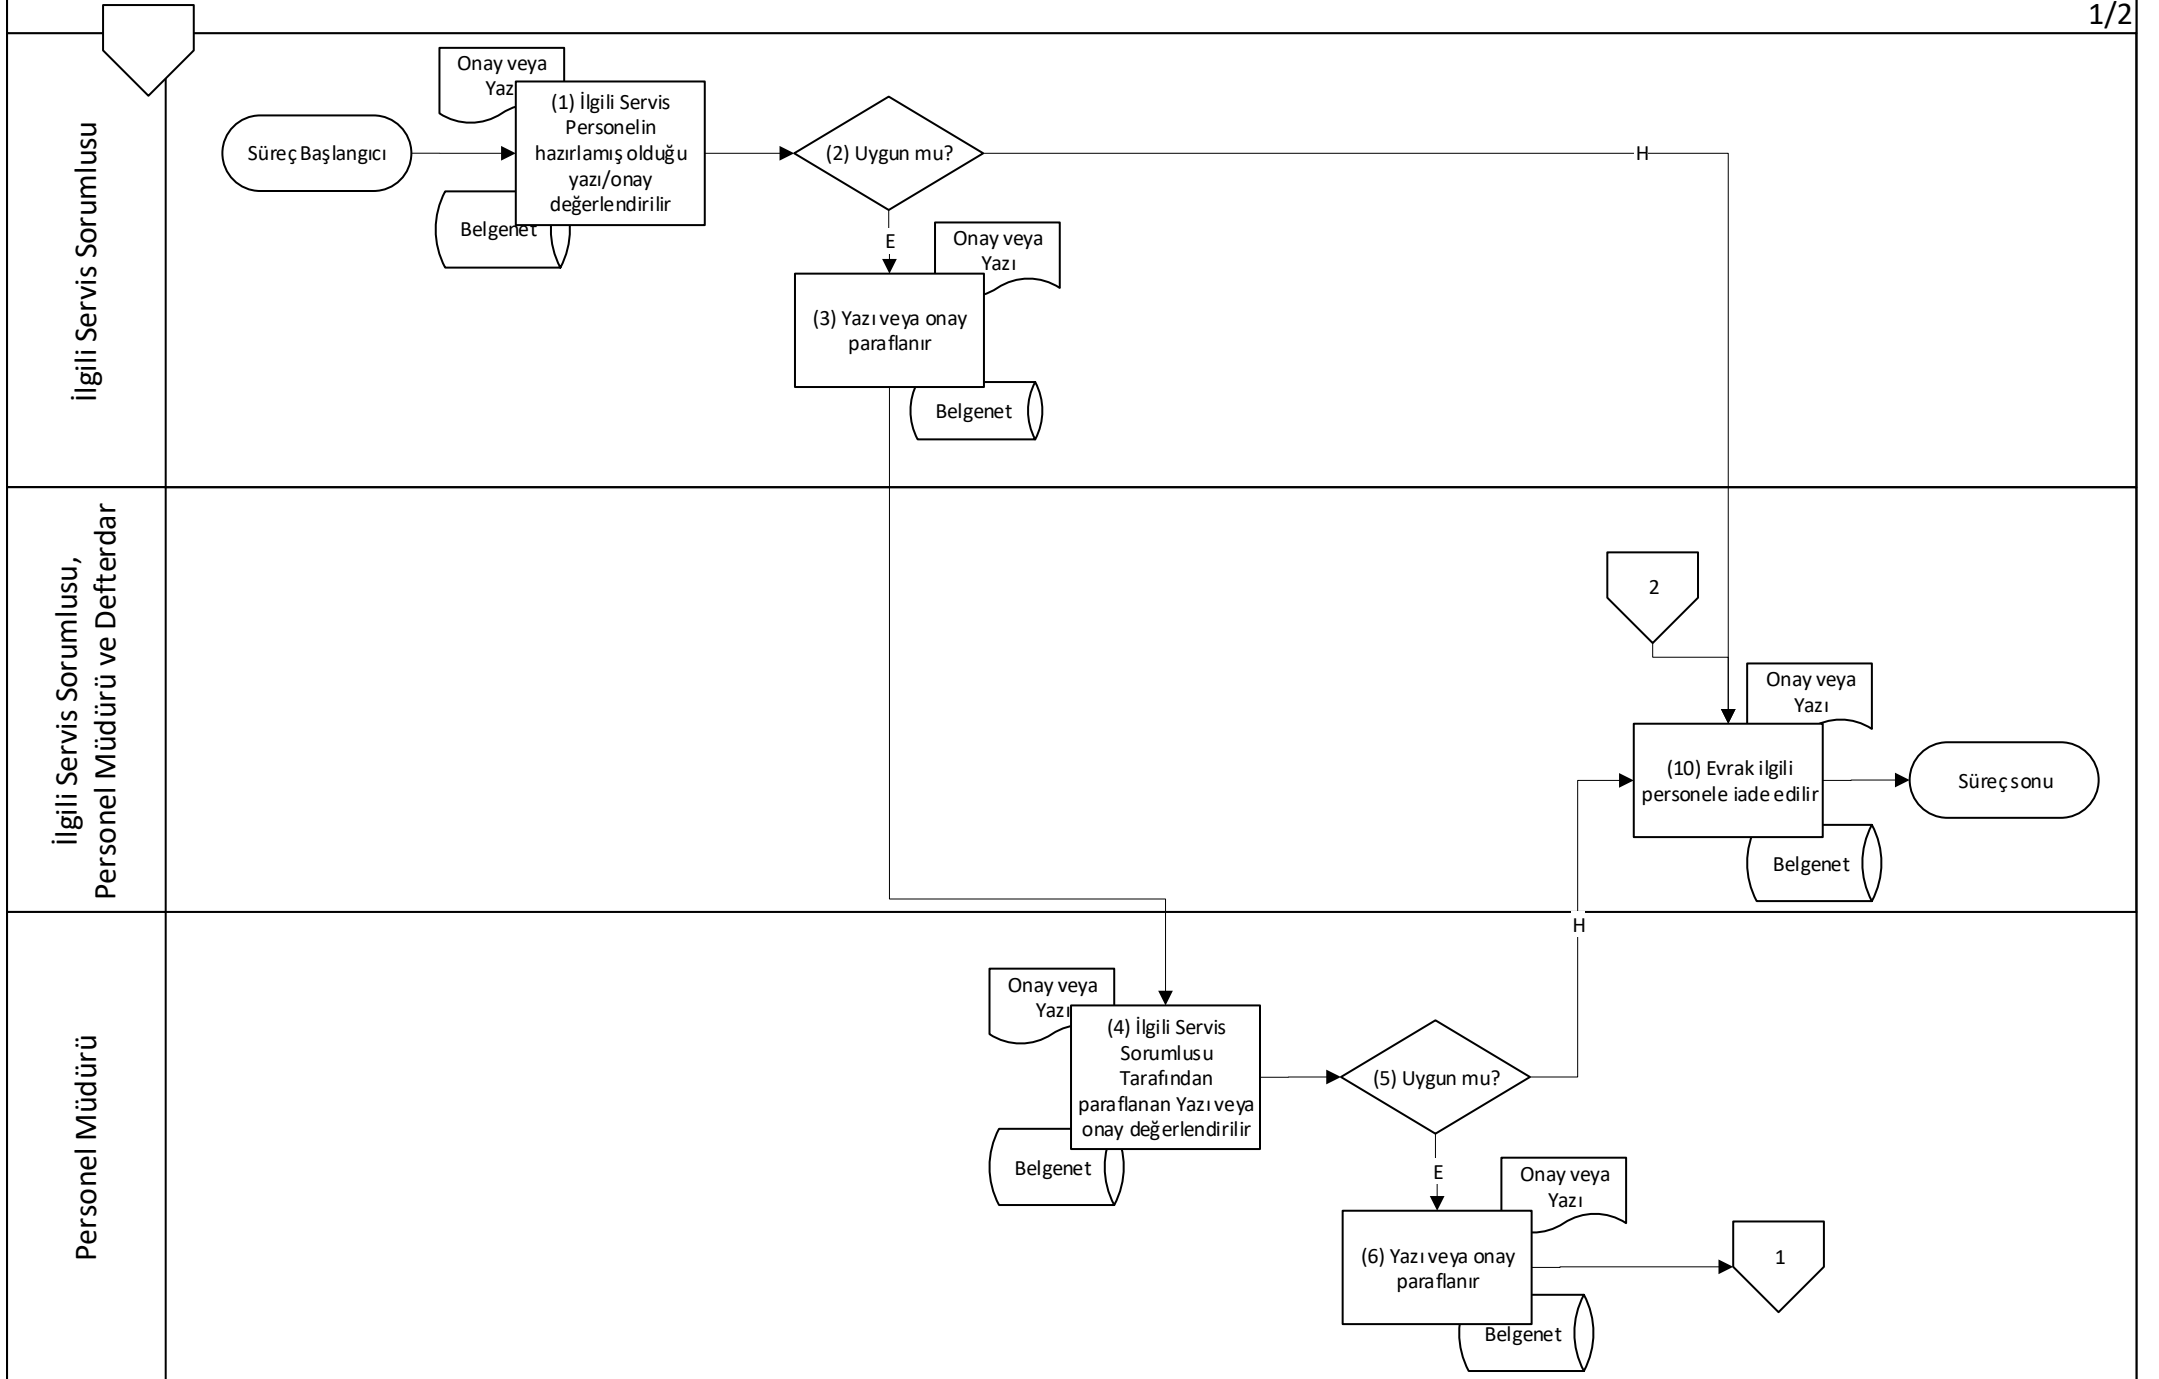 1/2
İlgili Servis Sorumlusu
Süreç Başlangıcı
Onay veya
Yaz
(1) İlgili Servis
Personelin
hazırlamış olduğu
yazı/onay
değerlendirilir
Belgenet
(2) Uygun mu?
H
E
Onay veya
Yazı
(3) Yazı veya onay
paraflanır
Belgenet
İlgili Servis Sorumlusu,
Personel Müdürü ve Defterdar
2
Onay veya
Yazı
(10) Evrak ilgili
personele iade edilir
Süreç sonu
Belgenet
H
Personel Müdürü
Onay veya
Yazı
(4) İlgili Servis
Sorumlusu
Tarafından
paraflanan Yazı veya
onay değerlendirilir
Belgenet
(5) Uygun mu?
E
Onay veya
Yazı
(6) Yazı veya onay
paraflanır
1
Belgenet